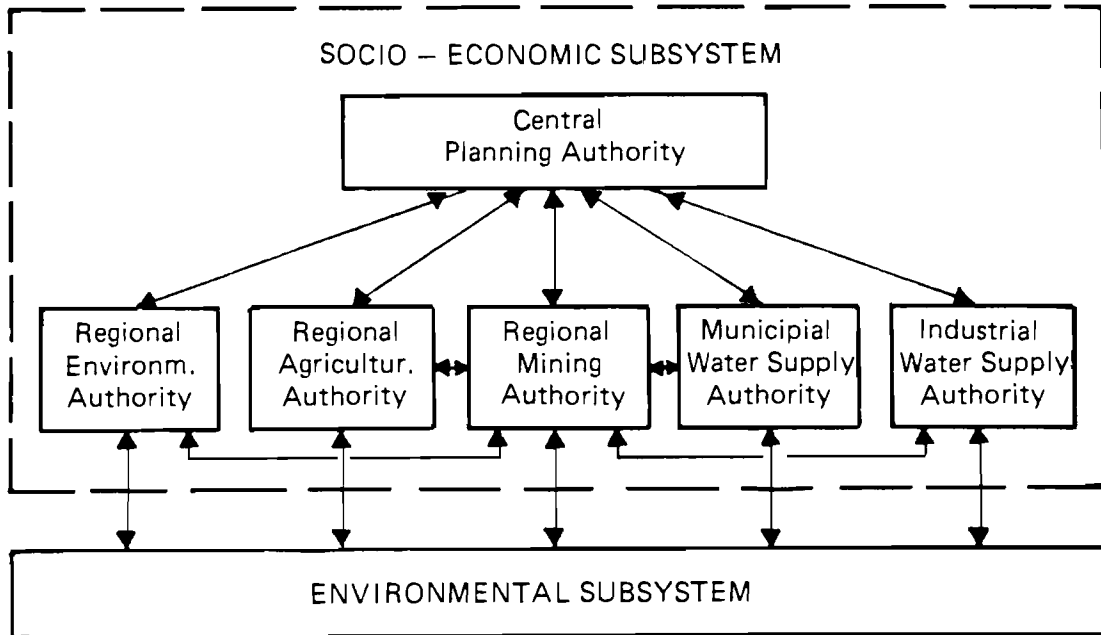 SOCIO – ECONOMIC SUBSYSTEM
Central
Planning Authority
Regional
Environm.
Authority
Regional
Agricultur.
Authority
Regional
Mining
Authority
Municipial
Water Supply
Authority
Industrial
Water Supply
Authority
ENVIRONMENTAL SUBSYSTEM